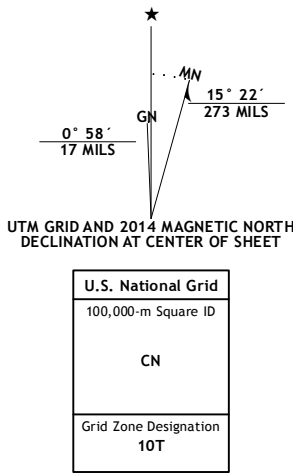 ★
MN
GN
15° 22´
273 MILS
0° 58´
17 MILS
UTM GRID AND 2014 MAGNETIC NORTH
DECLINATION AT CENTER OF SHEET
U.S. National Grid
100,000-m Square ID
CN
Grid Zone Designation
10T